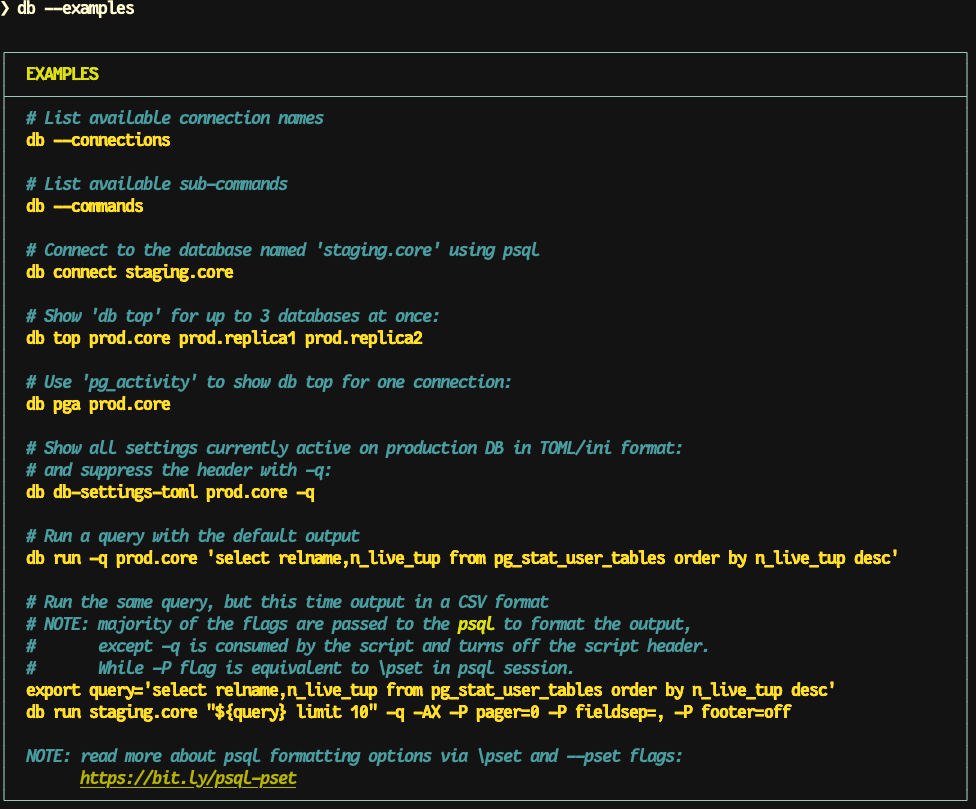 ❯ db --examples
EXAMPLES
# List available connection names
db --connections
# List available sub-commands
db --commands
# Connect to the database named 'staging.core' using psql
db connect staging.core
# Show 'db top' for up to 3 databases at once:
db top prod.core prod.replica1 prod.replica2
# Use 'pg_activity' to show db top for one connection:
db pga prod.core
# Show all settings currently active on production DB in TOML/ini format:
# and suppress the header with -q:
db db-settings-toml prod.core -q
# Run a query with the default output
db run -q prod.core 'select relname,n_live_tup from pg_stat_user_tables order by n_live_tup desc'
# Run the same query, but this time output in a CSV format
# NOTE: majority of the flags are passed to the psql to format the output,
#       except -q is consumed by the script and turns off the script header.
#       While -P flag is equivalent to \pset in psql session.
export query='select relname,n_live_tup from pg_stat_user_tables order by n_live_tup desc'
db run staging.core "${query} limit 10" -q -AX -P pager=0 -P fieldsep=, -P footer=off
NOTE: read more about psql formatting options via \pset and --pset flags:
https://bit.ly/psql-pset